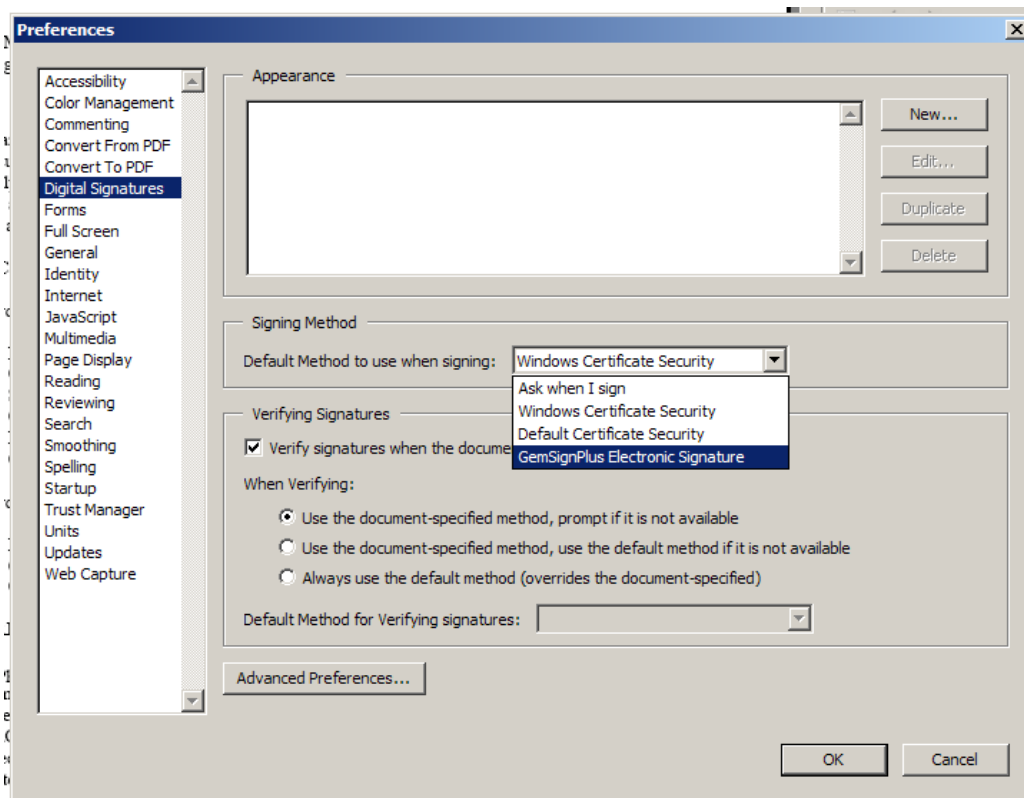 Preferences
Accessibility
Color Management
Commenting
Convert From PDF
Convert To PDF
Digital Signatures
Forms
Full Screen
General
Identity
Internet
JavaScript
Multimedia
Page Display
Reading
Reviewing
Search
Smoothing
Spelling
Startup
Trust Manager
Units
Updates
Web Capture
Appearance
New...
Edit...
Duplicate
Delete
Signing Method
Default Method to use when signing: Windows Certificate Security
Ask when I sign
Windows Certificate Security
Default Certificate Security
GemSignPlus Electronic Signature
Verifying Signatures
Verify signatures when the docume
When Verifying:
Use the document-specified method, prompt if it is not available
Use the document-specified method, use the default method if it is not available
Always use the default method (overrides the document-specified)
Default Method for Verifying signatures:
Advanced Preferences...
OK Cancel